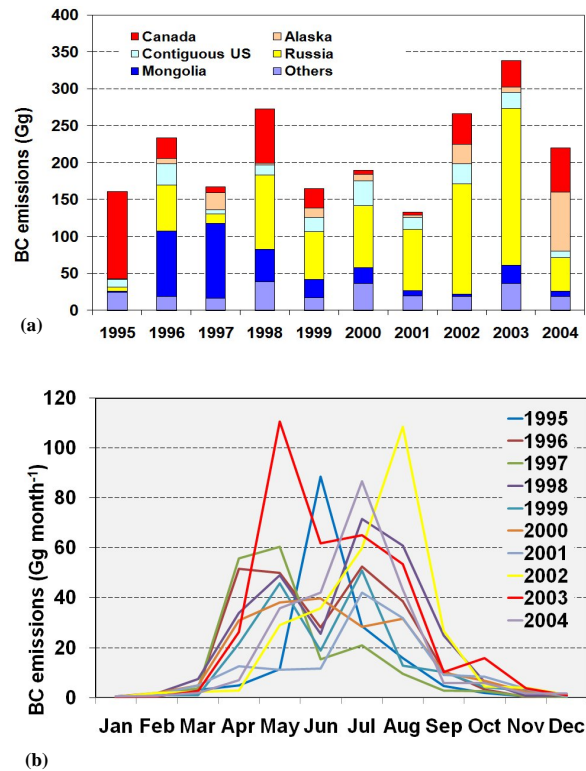 400
350
300
250
200
150
100
50
0
BC emissions (Gg)
Canada Alaska
Contiguous US Russia
Mongolia Others
1995 1996 1997 1998 1999 2000 2001 2002 2003 2004
(a)
120
100
80
60
40
20
0
BC emissions (Gg month-1)
1995
1996
1997
1998
1999
2000
2001
2002
2003
2004
Jan Feb Mar Apr May Jun Jul Aug Sep Oct Nov Dec
(b)